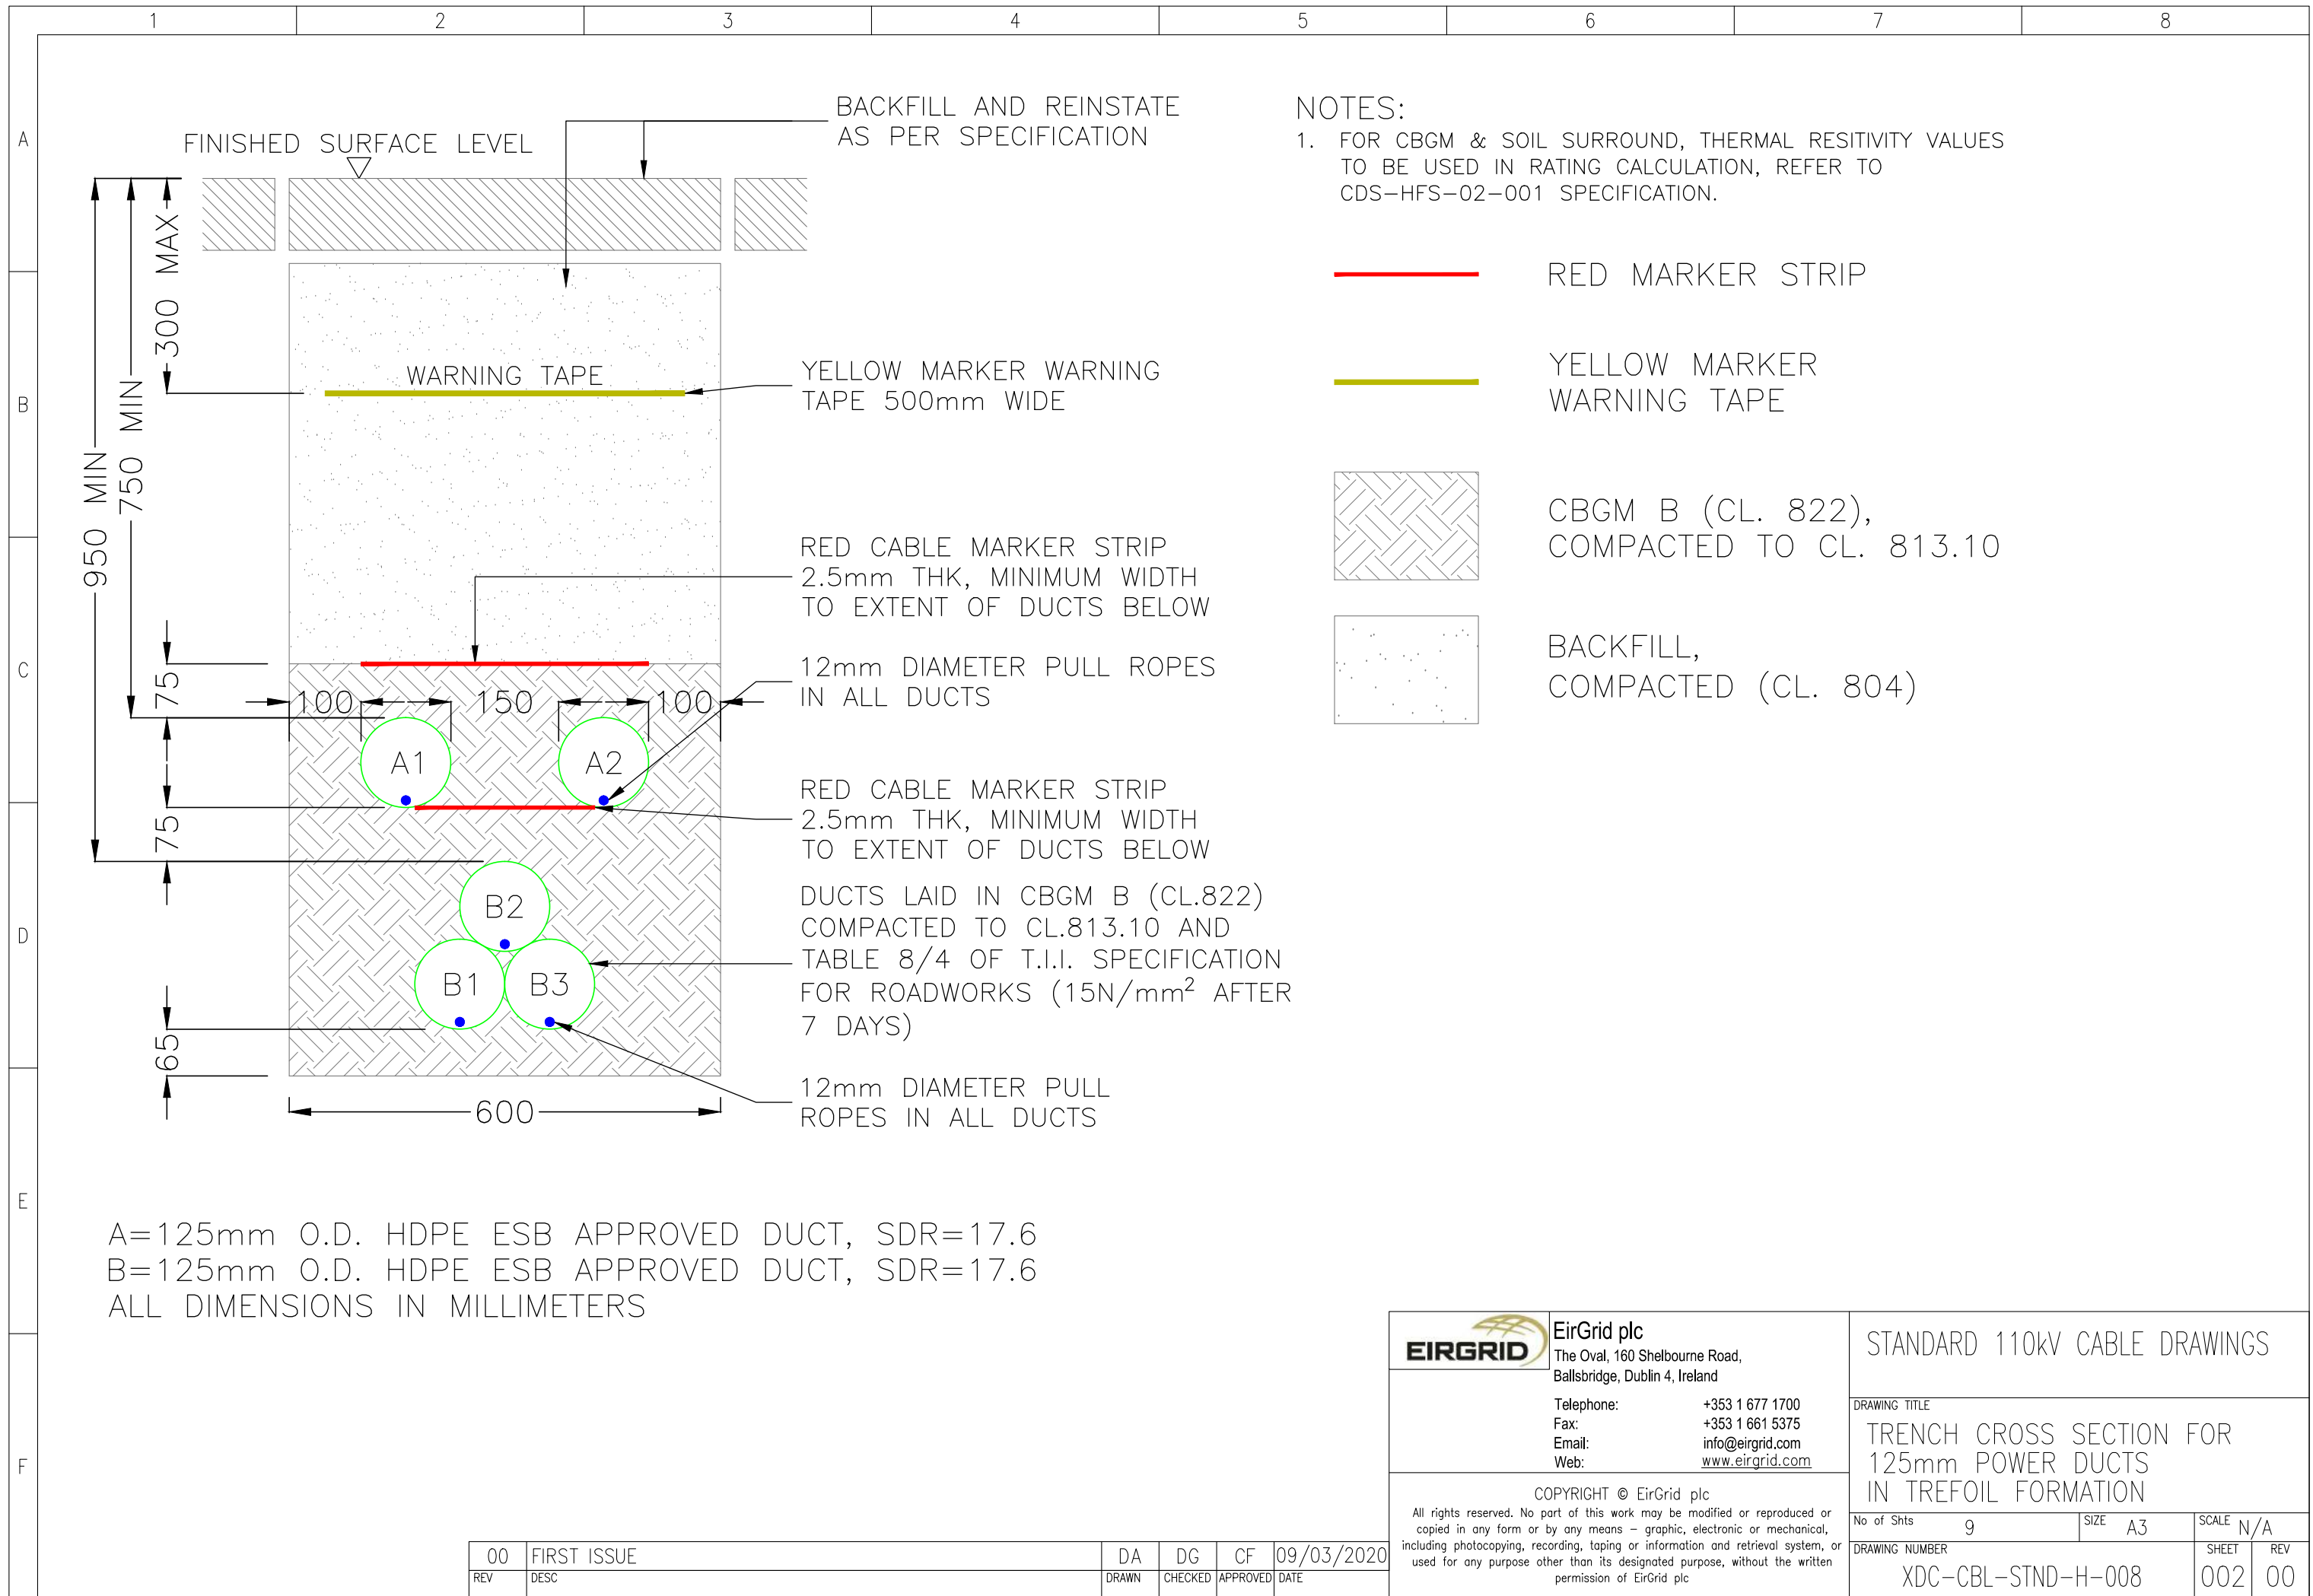 1 2 3 4 5 6 7 8
A
B
C
D
E
F
FINISHED SURFACE LEVEL
BACKFILL AND REINSTATE
AS PER SPECIFICATION
300 MAX
750 MIN
950 MIN
WARNING TAPE
YELLOW MARKER WARNING
TAPE 500mm WIDE
RED CABLE MARKER STRIP
2.5mm THK, MINIMUM WIDTH
TO EXTENT OF DUCTS BELOW
75
100 150 100
12mm DIAMETER PULL ROPES
IN ALL DUCTS
A1 A2
RED CABLE MARKER STRIP
2.5mm THK, MINIMUM WIDTH
TO EXTENT OF DUCTS BELOW
75
B2
B1 B3
DUCTS LAID IN CBGM B (CL.822)
COMPACTED TO CL.813.10 AND
TABLE 8/4 OF T.I.I. SPECIFICATION
FOR ROADWORKS (15N/mm² AFTER
7 DAYS)
65
12mm DIAMETER PULL
ROPES IN ALL DUCTS
600
NOTES:
1. FOR CBGM & SOIL SURROUND, THERMAL RESITIVITY VALUES
TO BE USED IN RATING CALCULATION, REFER TO
CDS-HFS-02-001 SPECIFICATION.
RED MARKER STRIP
YELLOW MARKER
WARNING TAPE
CBGM B (CL. 822),
COMPACTED TO CL. 813.10
BACKFILL,
COMPACTED (CL. 804)
A=125mm O.D. HDPE ESB APPROVED DUCT, SDR=17.6
B=125mm O.D. HDPE ESB APPROVED DUCT, SDR=17.6
ALL DIMENSIONS IN MILLIMETERS
00 FIRST ISSUE DA DG CF 09/03/2020
REV DESC DRAWN CHECKED APPROVED DATE
EIRGRID
EirGrid plc
The Oval, 160 Shelbourne Road,
Ballsbridge, Dublin 4, Ireland
Telephone: +353 1 677 1700
Fax: +353 1 661 5375
Email: info@eirgrid.com
Web: www.eirgrid.com
COPYRIGHT © EirGrid plc
All rights reserved. No part of this work may be modified or reproduced or
copied in any form or by any means - graphic, electronic or mechanical,
including photocopying, recording, taping or information and retrieval system, or
used for any purpose other than its designated purpose, without the written
permission of EirGrid plc
STANDARD 110kV CABLE DRAWINGS
DRAWING TITLE
TRENCH CROSS SECTION FOR
125mm POWER DUCTS
IN TREFOIL FORMATION
No of Shts 9 SIZE A3 SCALE N/A
DRAWING NUMBER SHEET REV
XDC-CBL-STND-H-008 002 00